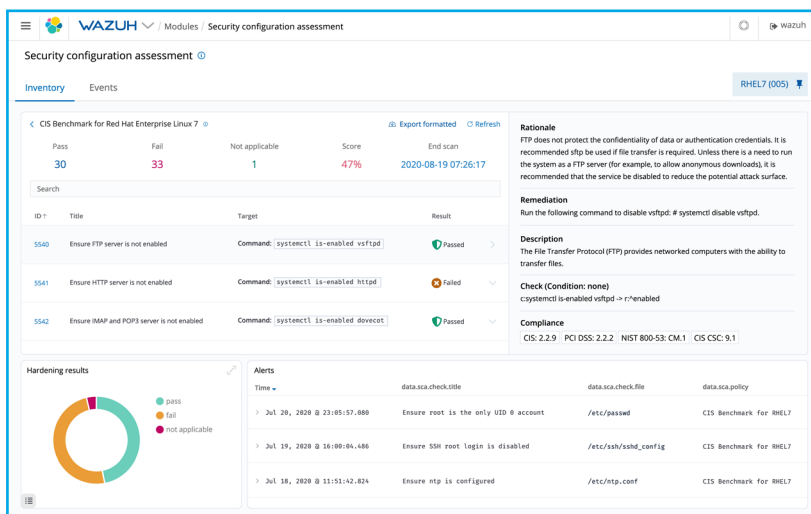 WAZUH / Modules / Security configuration assessment
wazuh
Security configuration assessment
Inventory Events
RHEL7 (005)
CIS Benchmark for Red Hat Enterprise Linux 7
Export formatted Refresh
Pass Fail Not applicable Score End scan
30 33 1 47% 2020-08-19 07:26:17
Search
ID Title Target Result
5540 Ensure FTP server is not enabled Command: systemctl is-enabled vsftpd Passed
5541 Ensure HTTP server is not enabled Command: systemctl is-enabled httpd Failed
5542 Ensure IMAP and POP3 server is not enabled Command: systemctl is-enabled dovecot Passed
Rationale
FTP does not protect the confidentiality of data or authentication credentials. It is
recommended sftp be used if file transfer is required. Unless there is a need to run
the system as a FTP server (for example, to allow anonymous downloads), it is
recommended that the service be disabled to reduce the potential attack surface.
Remediation
Run the following command to disable vsftpd: # systemctl disable vsftpd.
Description
The File Transfer Protocol (FTP) provides networked computers with the ability to
transfer files.
Check (Condition: none)
c:systemctl is-enabled vsftpd -> r:^enabled
Compliance
CIS: 2.2.9 PCI DSS: 2.2.2 NIST 800-53: CM.1 CIS CSC: 9.1
Hardening results
pass
fail
not applicable
Alerts
Time data.sca.check.title data.sca.check.file data.sca.policy
Jul 20, 2020 @ 23:05:57.080 Ensure root is the only UID 0 account /etc/passwd CIS Benchmark for RHEL7
Jul 19, 2020 @ 16:00:04.486 Ensure SSH root login is disabled /etc/ssh/sshd_config CIS Benchmark for RHEL7
Jul 18, 2020 @ 11:51:42.824 Ensure ntp is configured /etc/ntp.conf CIS Benchmark for RHEL7